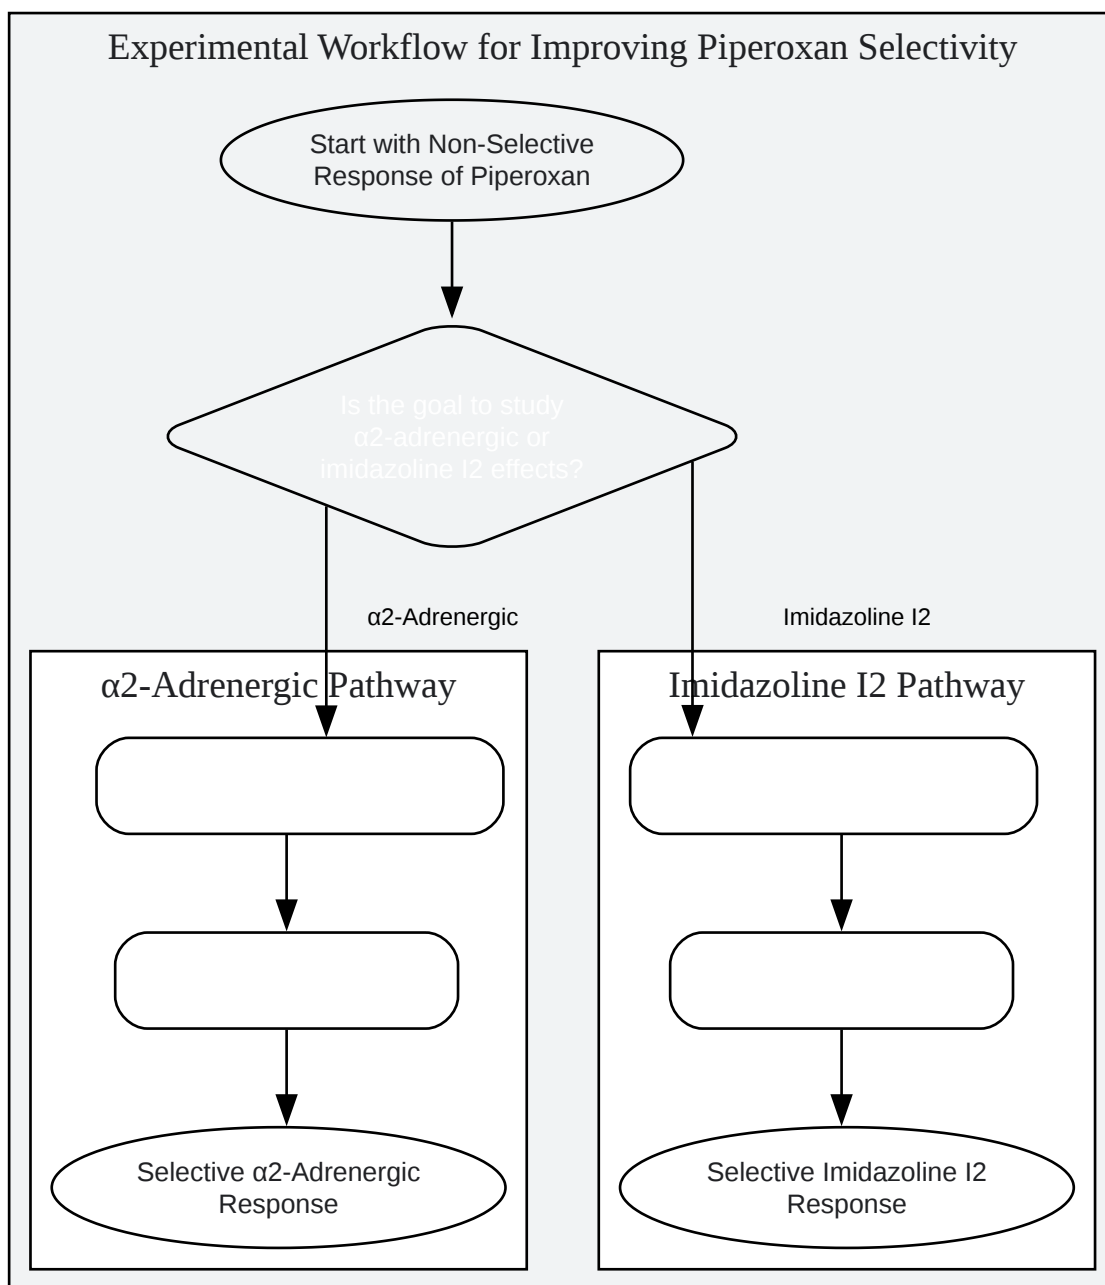 Experimental Workflow for Improving Piperoxan Selectivity
Start with Non-Selective
Response of Piperoxan
Is the goal to study
α2-adrenergic or
imidazoline I2 effects?
α2-Adrenergic
Imidazoline I2
α2-Adrenergic Pathway
Imidazoline I2 Pathway
Selective α2-Adrenergic
Response
Selective Imidazoline I2
Response